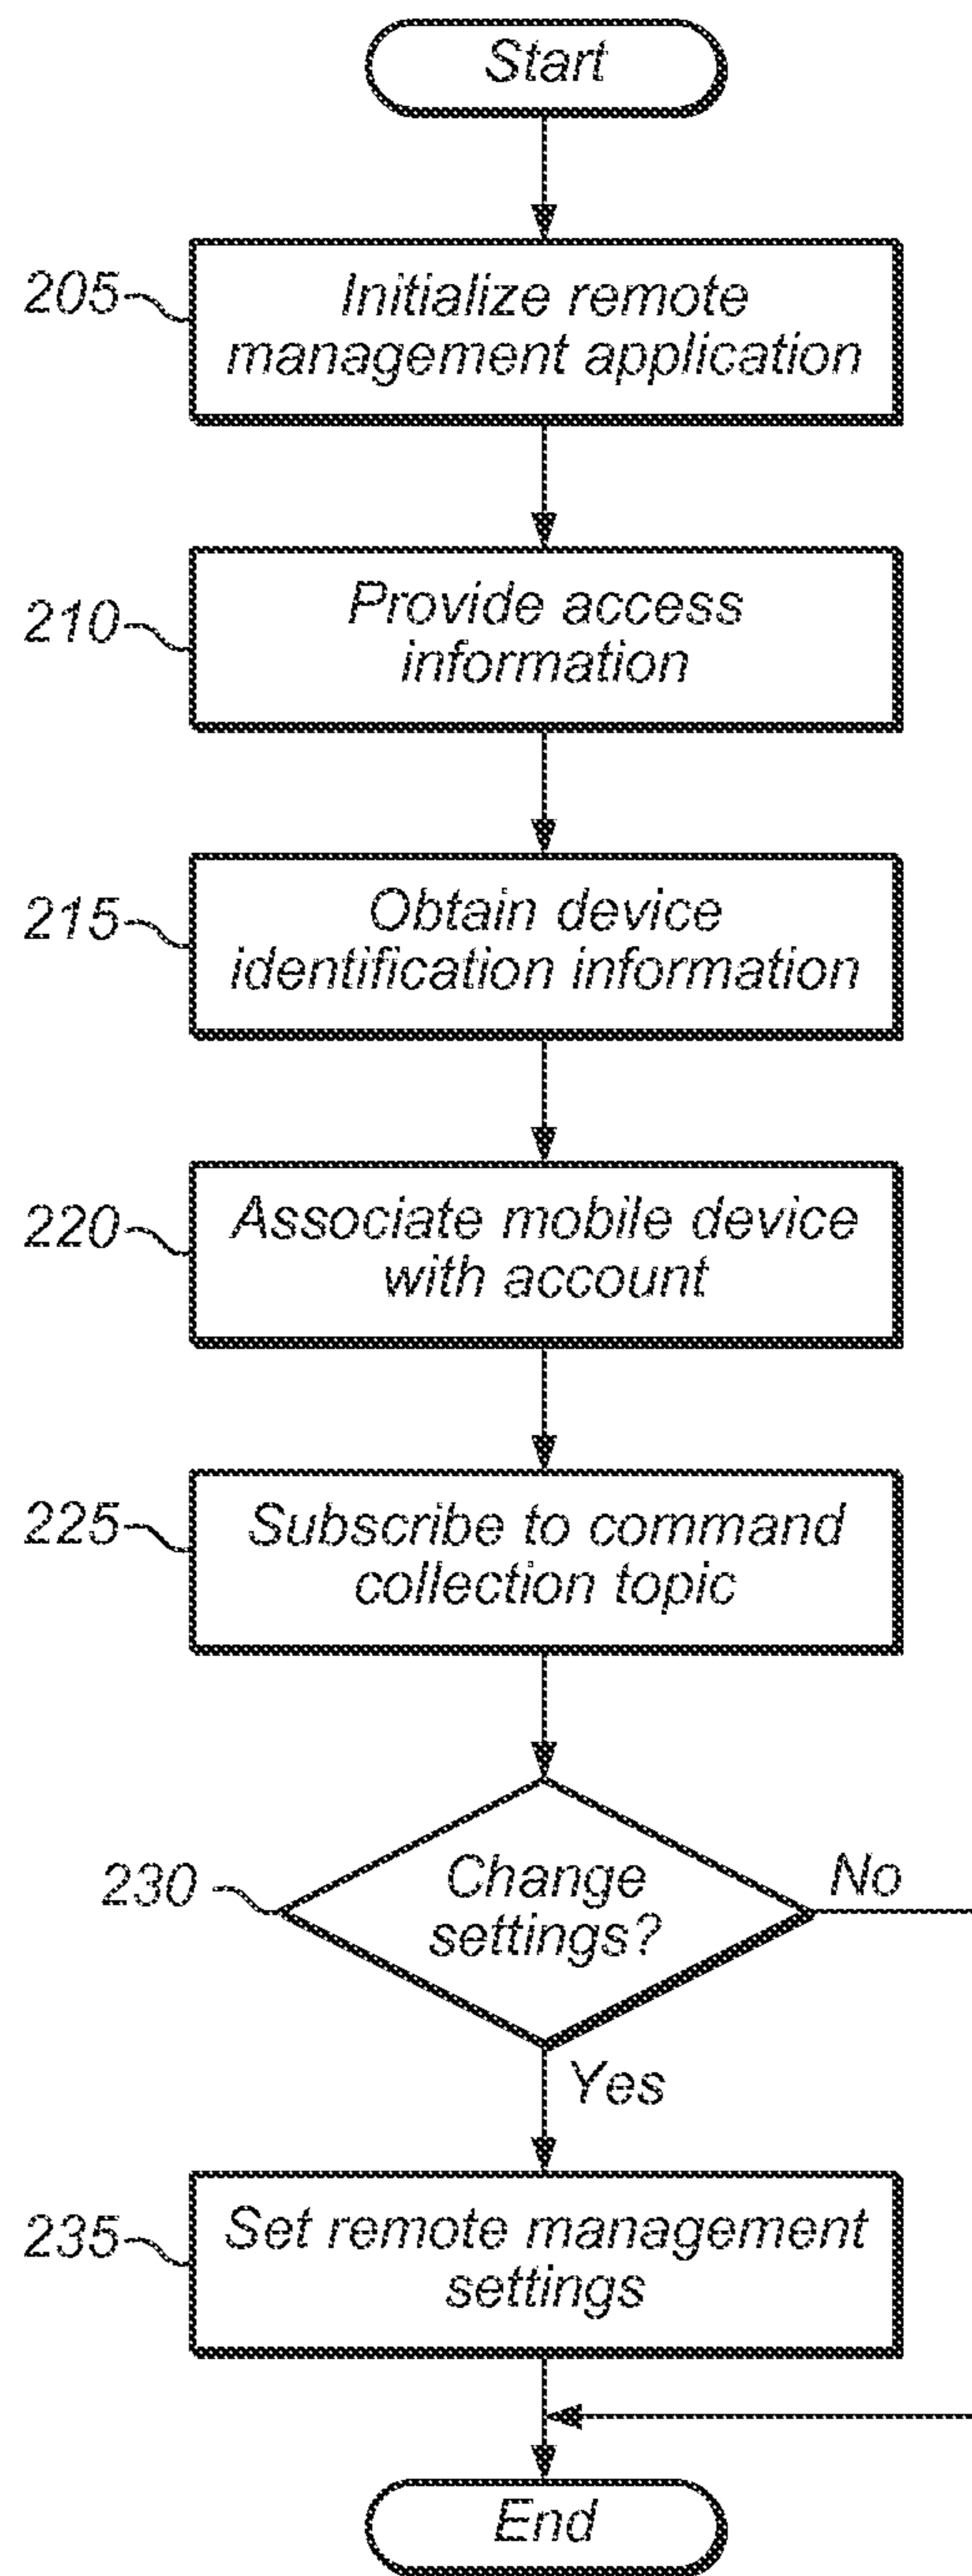 Start
205
Initialize remote
management application
210
Provide access
information
215
Obtain device
identification information
220
Associate mobile device
with account
225
Subscribe to command
collection topic
230
Change
settings?
No
Yes
235
Set remote management
settings
End